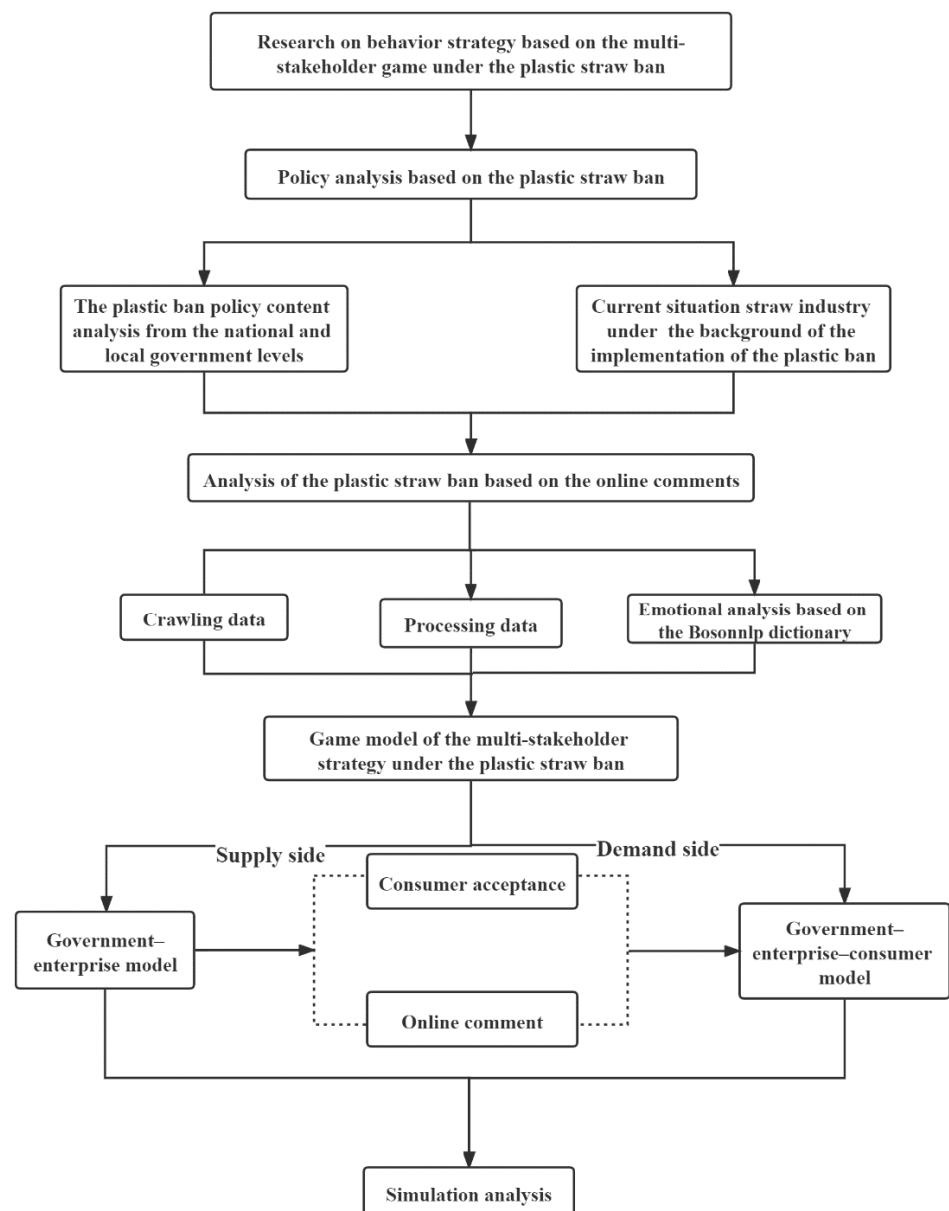 Research on behavior strategy based on the multi-
stakeholder game under the plastic straw ban
Policy analysis based on the plastic straw ban
The plastic ban policy content
analysis from the national and
local government levels
Current situation straw industry
under the background of the
implementation of the plastic ban
Analysis of the plastic straw ban based on the online comments
Crawling data
Processing data
Emotional analysis based on
the Bosonnlp dictionary
Game model of the multi-stakeholder
strategy under the plastic straw ban
Supply side
Demand side
Consumer acceptance
Government–
enterprise model
Government–
enterprise–consumer
model
Online comment
Simulation analysis